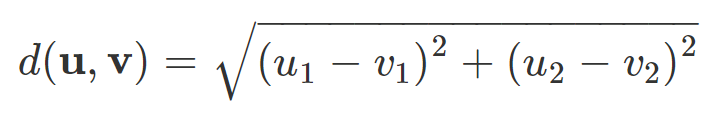 d(u, v) = √((u₁ − v₁)² + (u₂ − v₂)²)